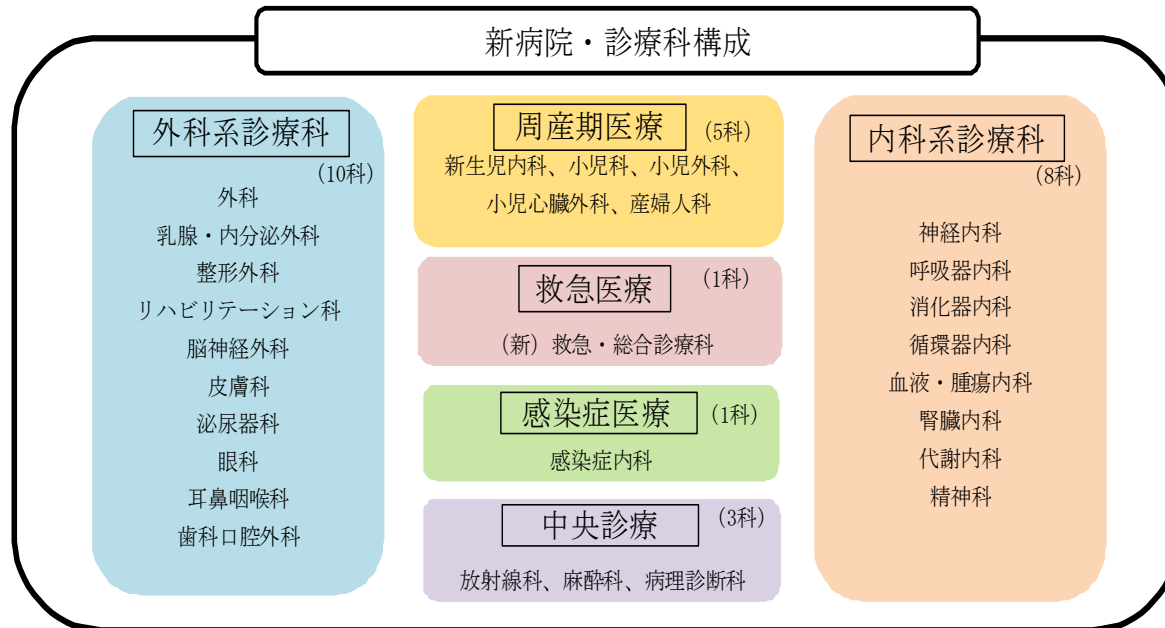 新病院・診療科構成
外科系診療科
(10科)
外科
乳腺・内分泌外科
整形外科
リハビリテーション科
脳神経外科
皮膚科
泌尿器科
眼科
耳鼻咽喉科
歯科口腔外科
周産期医療
(5科)
新生児内科、小児科、小児外科、
小児心臓外科、産婦人科
救急医療
(1科)
(新) 救急・総合診療科
感染症医療
(1科)
感染症内科
中央診療
(3科)
放射線科、麻酔科、病理診断科
内科系診療科
(8科)
神経内科
呼吸器内科
消化器内科
循環器内科
血液・腫瘍内科
腎臓内科
代謝内科
精神科